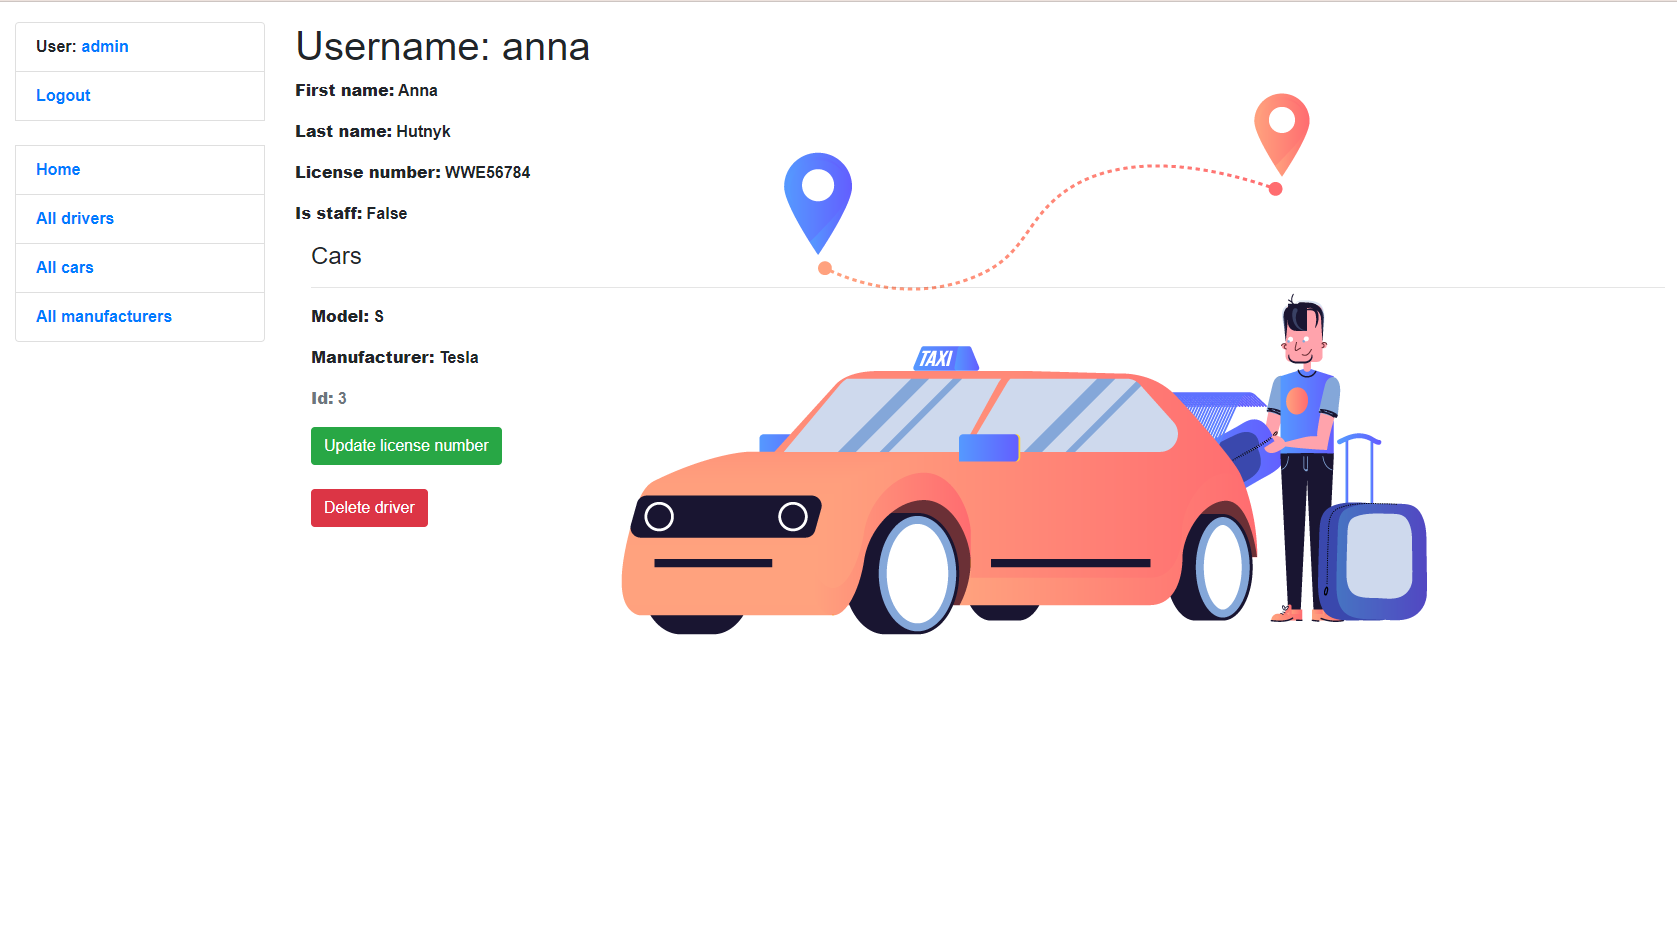 User: admin
Logout
Home
All drivers
All cars
All manufacturers
Username: anna
First name: Anna
Last name: Hutnyk
License number: WWE56784
Is staff: False
Cars
Model: S
Manufacturer: Tesla
Id: 3
Update license number
Delete driver
TAXI